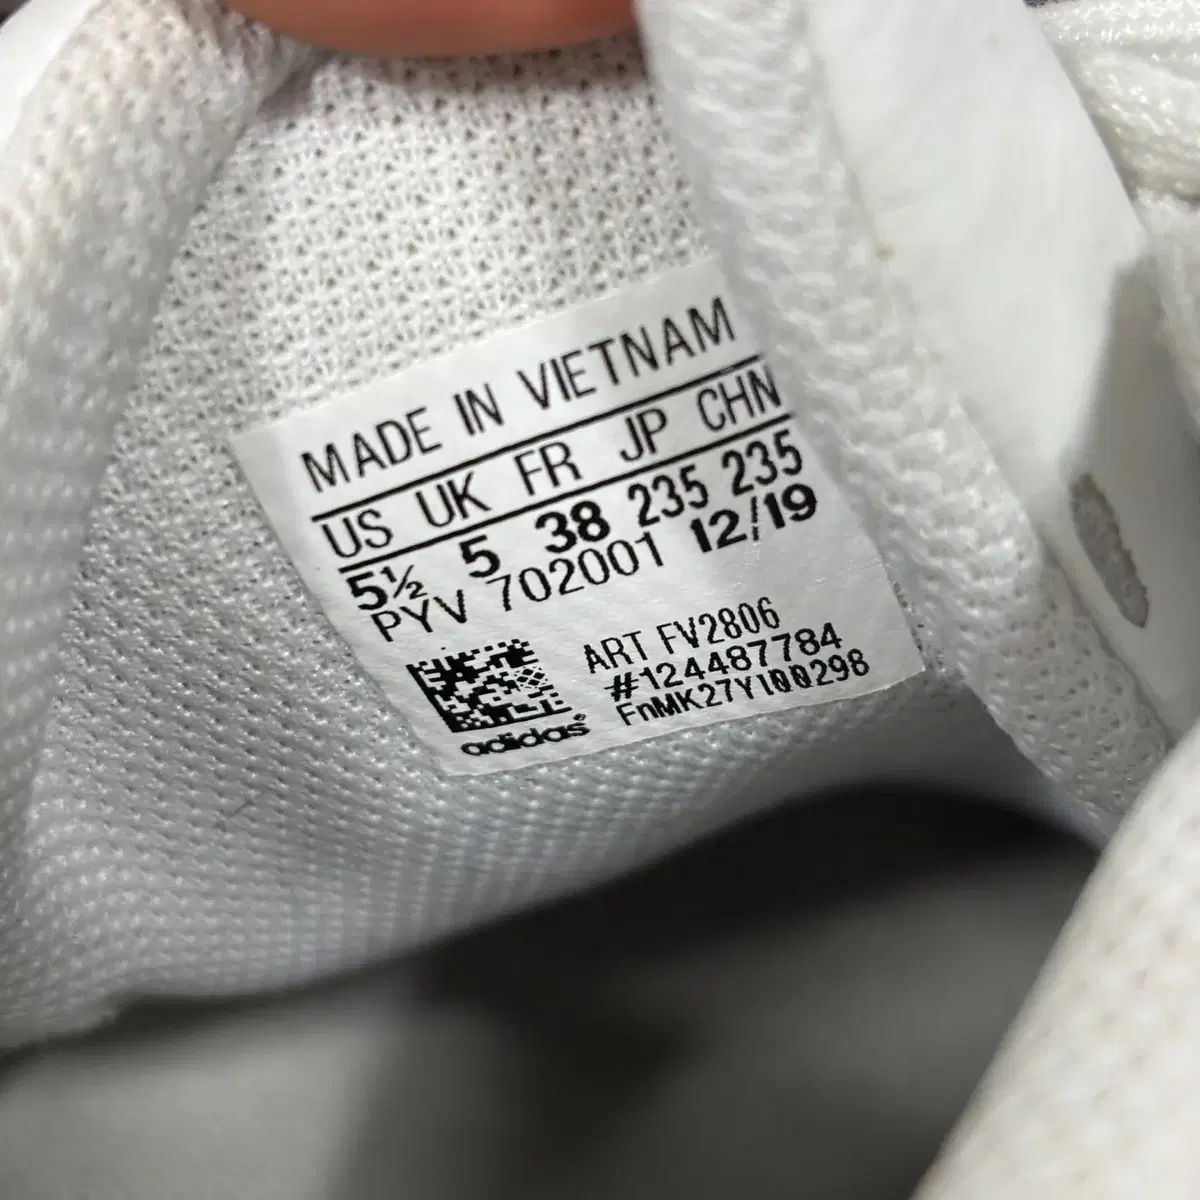 MADE IN VIETNAM
US UK FR JP CHN
5½ 5 38 235 235
PYV 702001 12/19
ART FV2806
#124487784
FnMK27Y100298
adidas